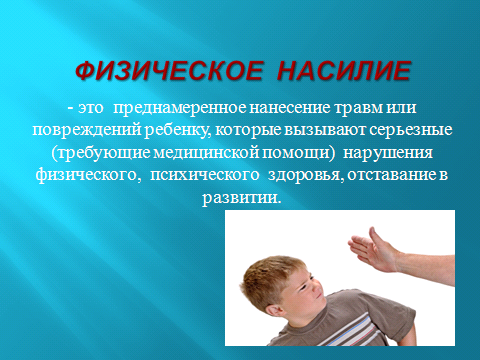 ФИЗИЧЕСКОЕ НАСИЛИЕ
- это преднамеренное нанесение травм или
повреждений ребенку, которые вызывают серьезные
(требующие медицинской помощи) нарушения
физического, психического здоровья, отставание в
развитии.